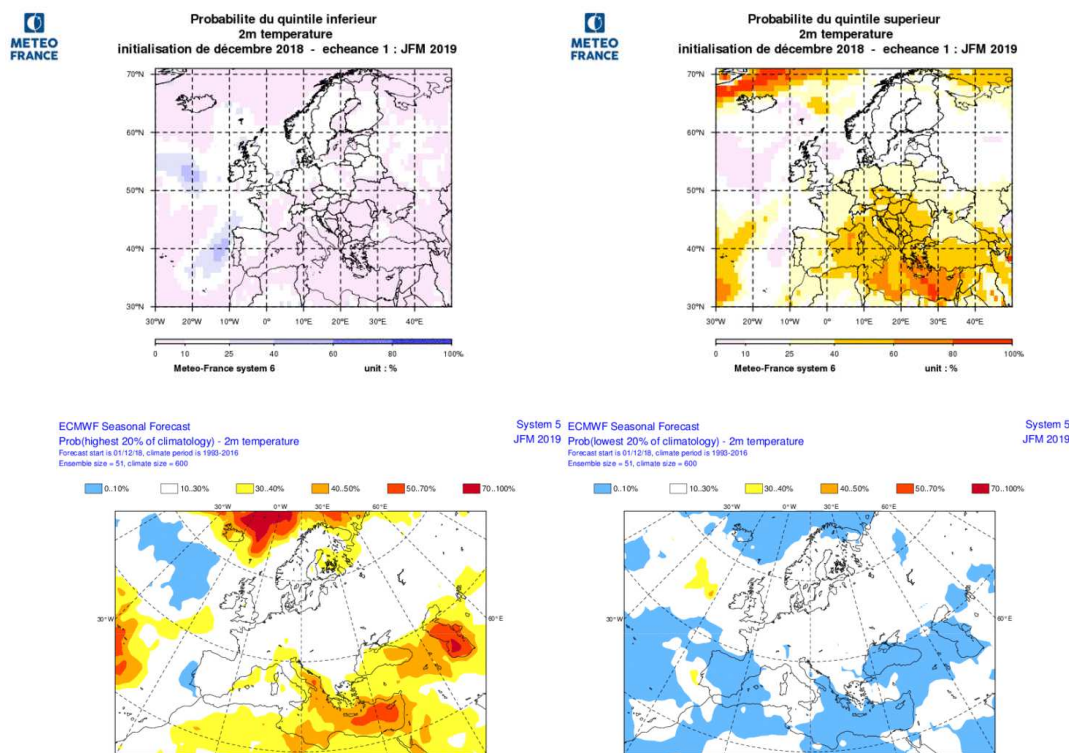 METEO
FRANCE
Probabilite du quintile inferieur
2m temperature
initialisation de décembre 2018 - echeance 1 : JFM 2019
70°N
60°N
50°N
40°N
30°N
30°W 20°W 10°W 0° 10°E 20°E 30°E 40°E
0 10 25 40 60 80 100%
Meteo-France system 6 unit : %
METEO
FRANCE
Probabilite du quintile superieur
2m temperature
initialisation de décembre 2018 - echeance 1 : JFM 2019
70°N
60°N
50°N
40°N
30°N
30°W 20°W 10°W 0° 10°E 20°E 30°E 40°E
0 10 25 40 60 80 100%
Meteo-France system 6 unit : %
ECMWF Seasonal Forecast System 5
Prob(highest 20% of climatology) - 2m temperature JFM 2019
Forecast start is 01/12/18, climate period is 1993-2016
Ensemble size = 51, climate size = 600
0..10% 10..30% 30..40% 40..50% 50..70% 70..100%
30°W 0°W 30°E 60°E
30°W 60°E
ECMWF Seasonal Forecast System 5
Prob(lowest 20% of climatology) - 2m temperature JFM 2019
Forecast start is 01/12/18, climate period is 1993-2016
Ensemble size = 51, climate size = 600
0..10% 10..30% 30..40% 40..50% 50..70% 70..100%
30°W 0°W 30°E 60°E
30°W 60°E